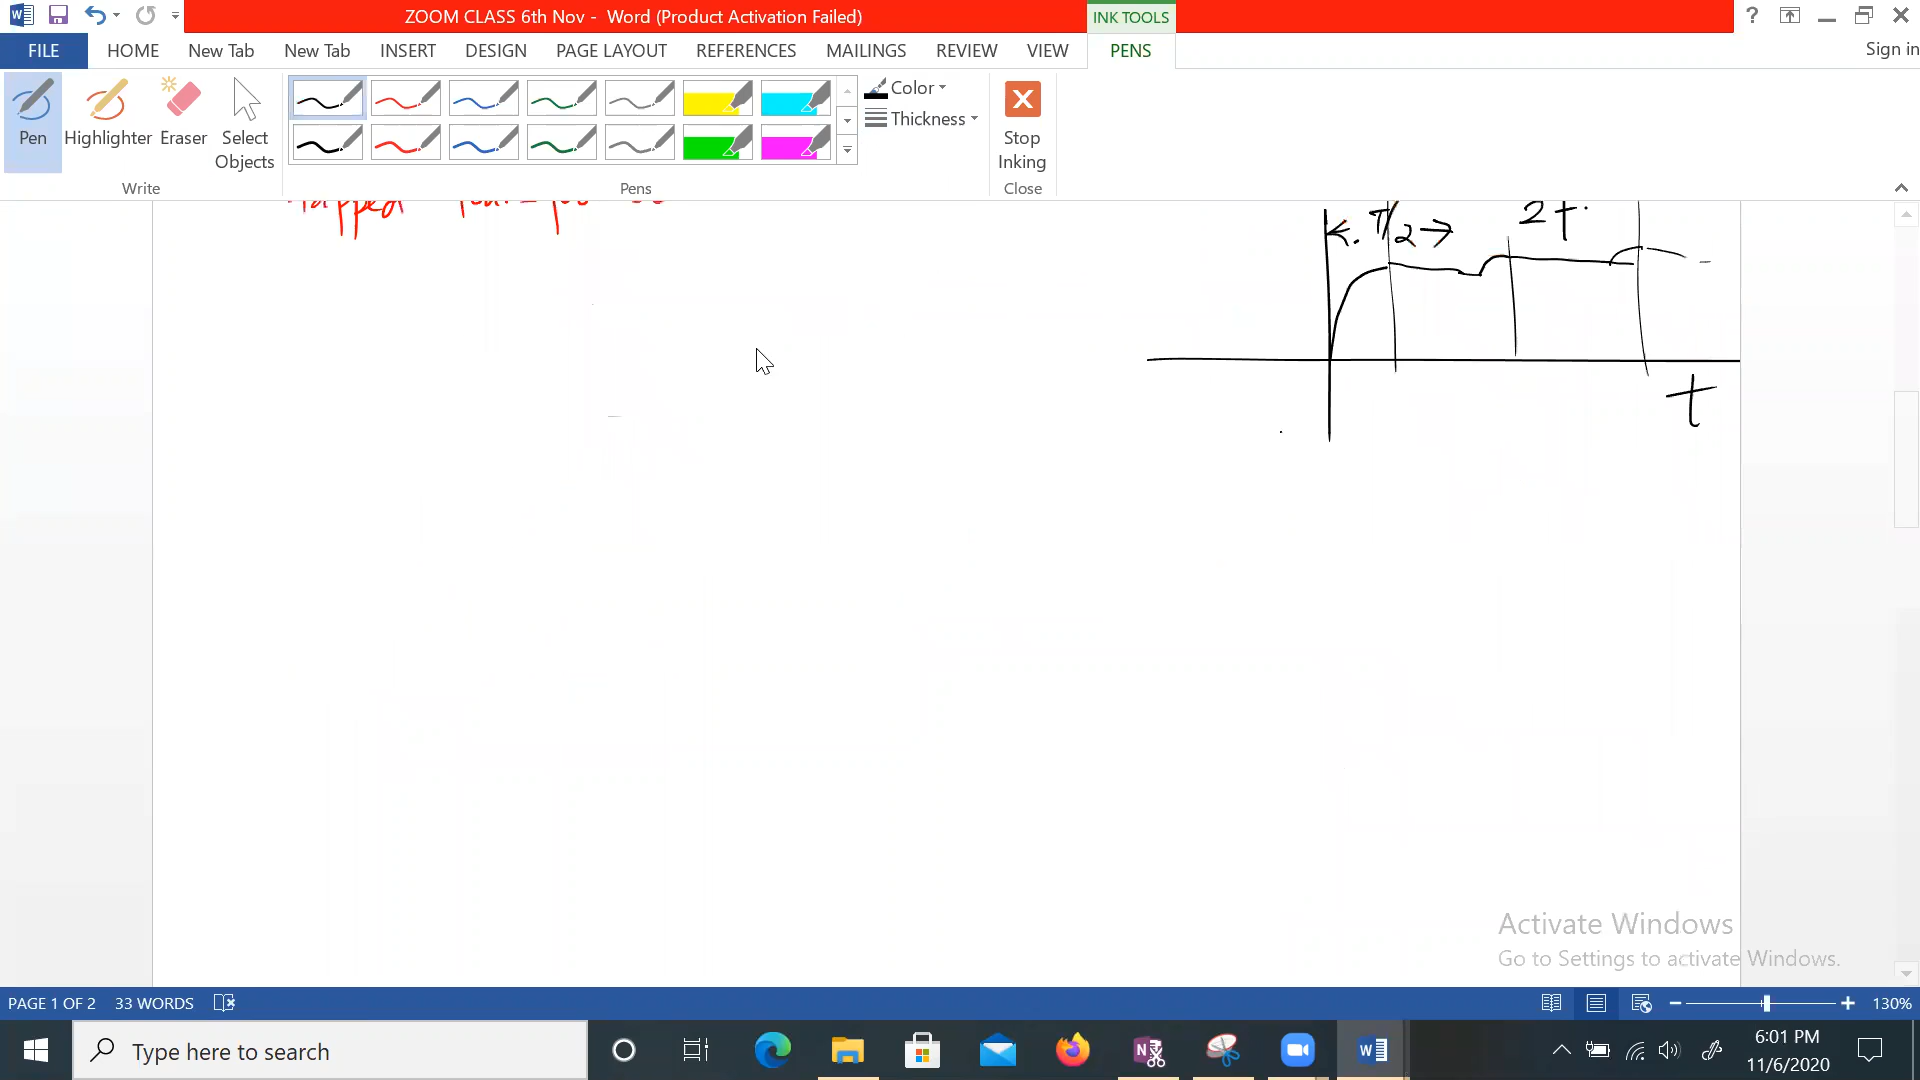 ZOOM CLASS 6th Nov - Word (Product Activation Failed)
INK TOOLS
?
FILE HOME New Tab New Tab INSERT DESIGN PAGE LAYOUT REFERENCES MAILINGS REVIEW VIEW PENS
Sign in
Pen Highlighter Eraser Select Objects
Color
Thickness
Stop Inking
Write Pens Close
π/2
2f
t
Activate Windows
Go to Settings to activate Windows.
PAGE 1 OF 2 33 WORDS
130%
Type here to search
6:01 PM
11/6/2020